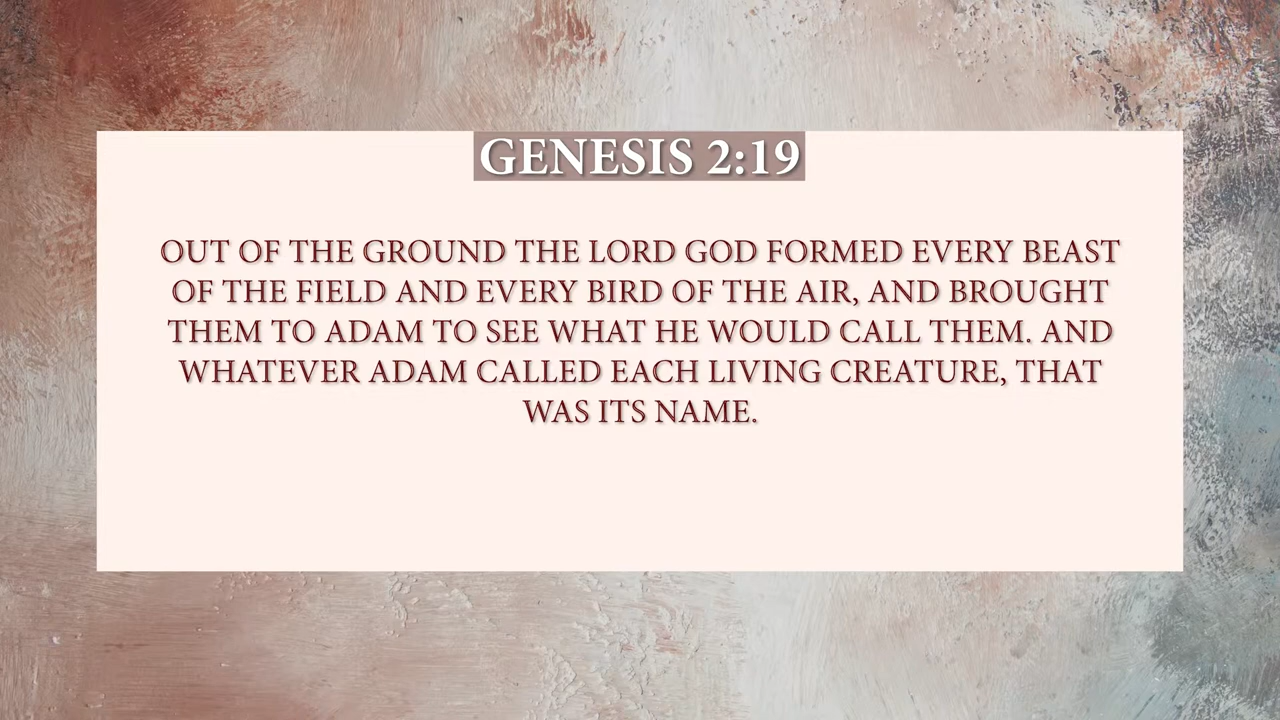 GENESIS 2:19
OUT OF THE GROUND THE LORD GOD FORMED EVERY BEAST
OF THE FIELD AND EVERY BIRD OF THE AIR, AND BROUGHT
THEM TO ADAM TO SEE WHAT HE WOULD CALL THEM. AND
WHATEVER ADAM CALLED EACH LIVING CREATURE, THAT
WAS ITS NAME.